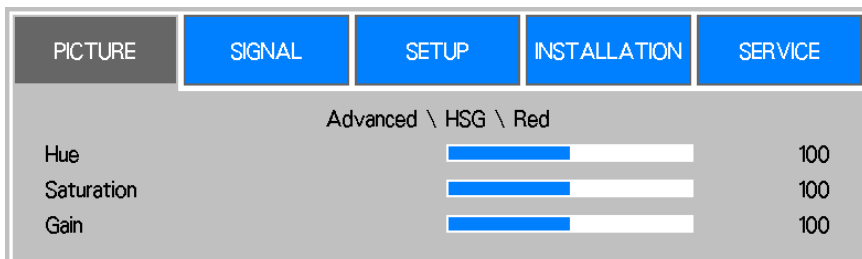 PICTURE SIGNAL SETUP INSTALLATION SERVICE
Advanced \ HSG \ Red
Hue 100
Saturation 100
Gain 100